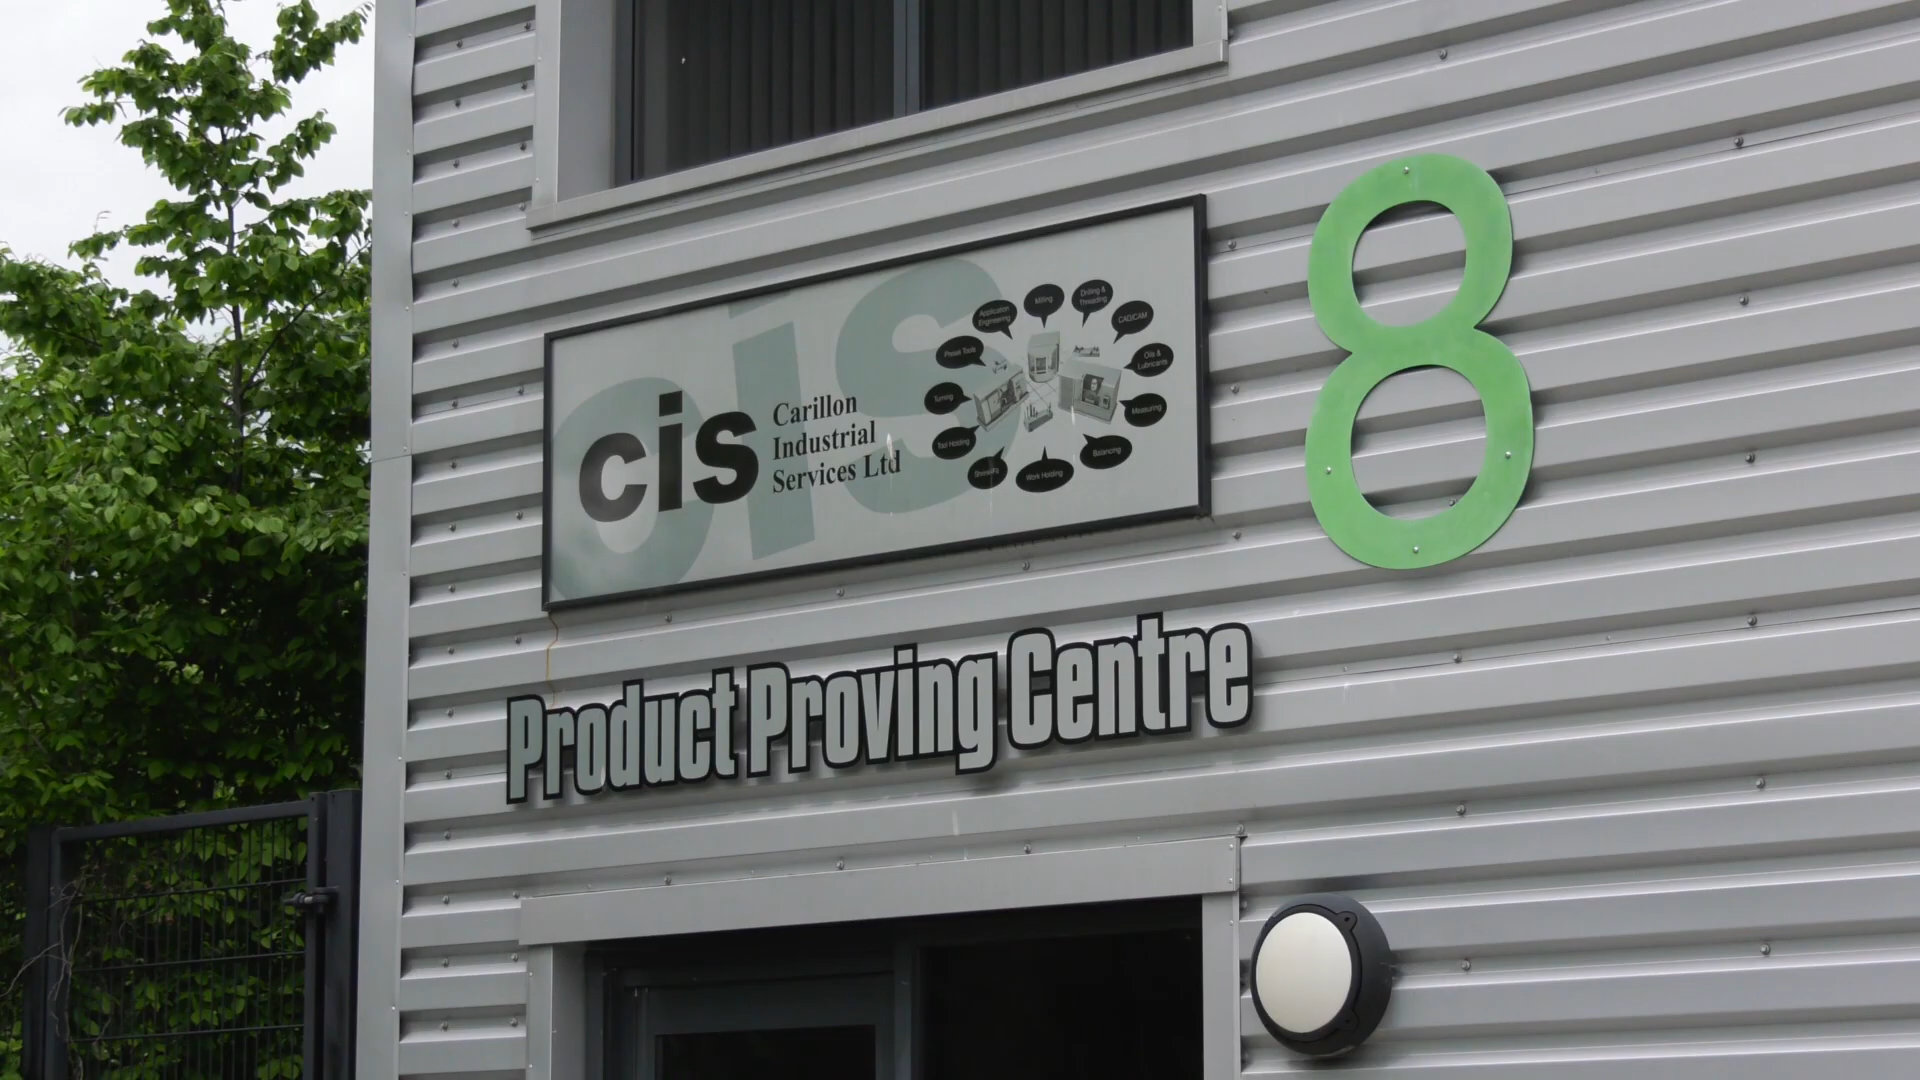 cis
cis
Carillon
Industrial
Services Ltd
Application
Engineering
Milling
Drilling &
Threading
CAD/CAM
Oils &
Lubricants
Measuring
Balancing
Work Holding
Tool Holding
Turning
Preset Tools
8
Product Proving Centre